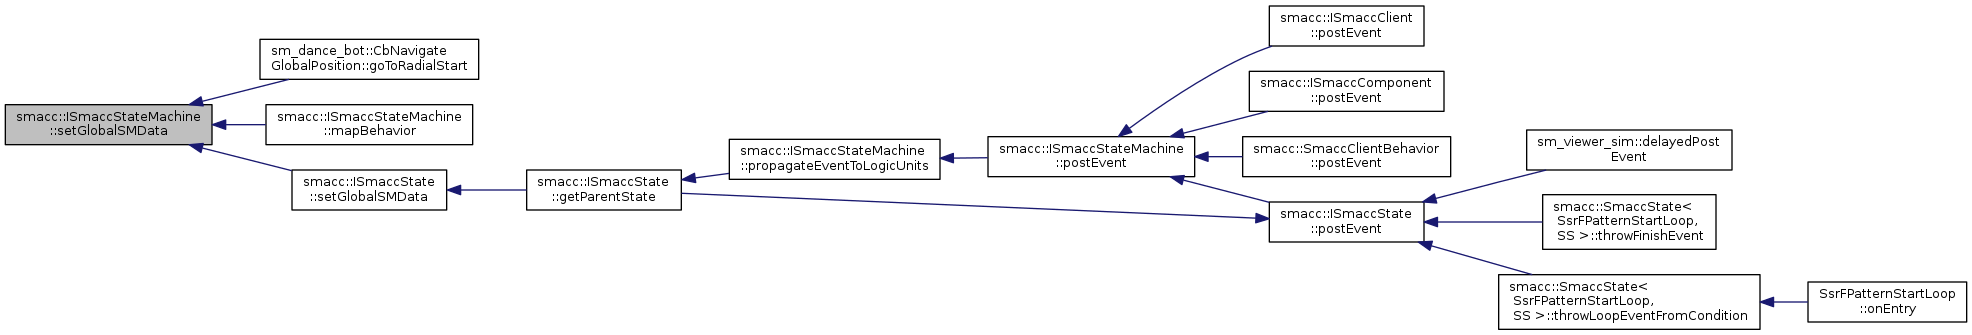 smacc::ISmaccStateMachine
::setGlobalSMData
sm_dance_bot::CbNavigate
GlobalPosition::goToRadialStart
smacc::ISmaccStateMachine
::mapBehavior
smacc::ISmaccState
::setGlobalSMData
smacc::ISmaccState
::getParentState
smacc::ISmaccStateMachine
::propagateEventToLogicUnits
smacc::ISmaccStateMachine
::postEvent
smacc::ISmaccClient
::postEvent
smacc::ISmaccComponent
::postEvent
smacc::SmaccClientBehavior
::postEvent
smacc::ISmaccState
::postEvent
sm_viewer_sim::delayedPost
Event
smacc::SmaccState<
SsrFPatternStartLoop,
SS >::throwFinishEvent
smacc::SmaccState<
SsrFPatternStartLoop,
SS >::throwLoopEventFromCondition
SsrFPatternStartLoop
::onEntry